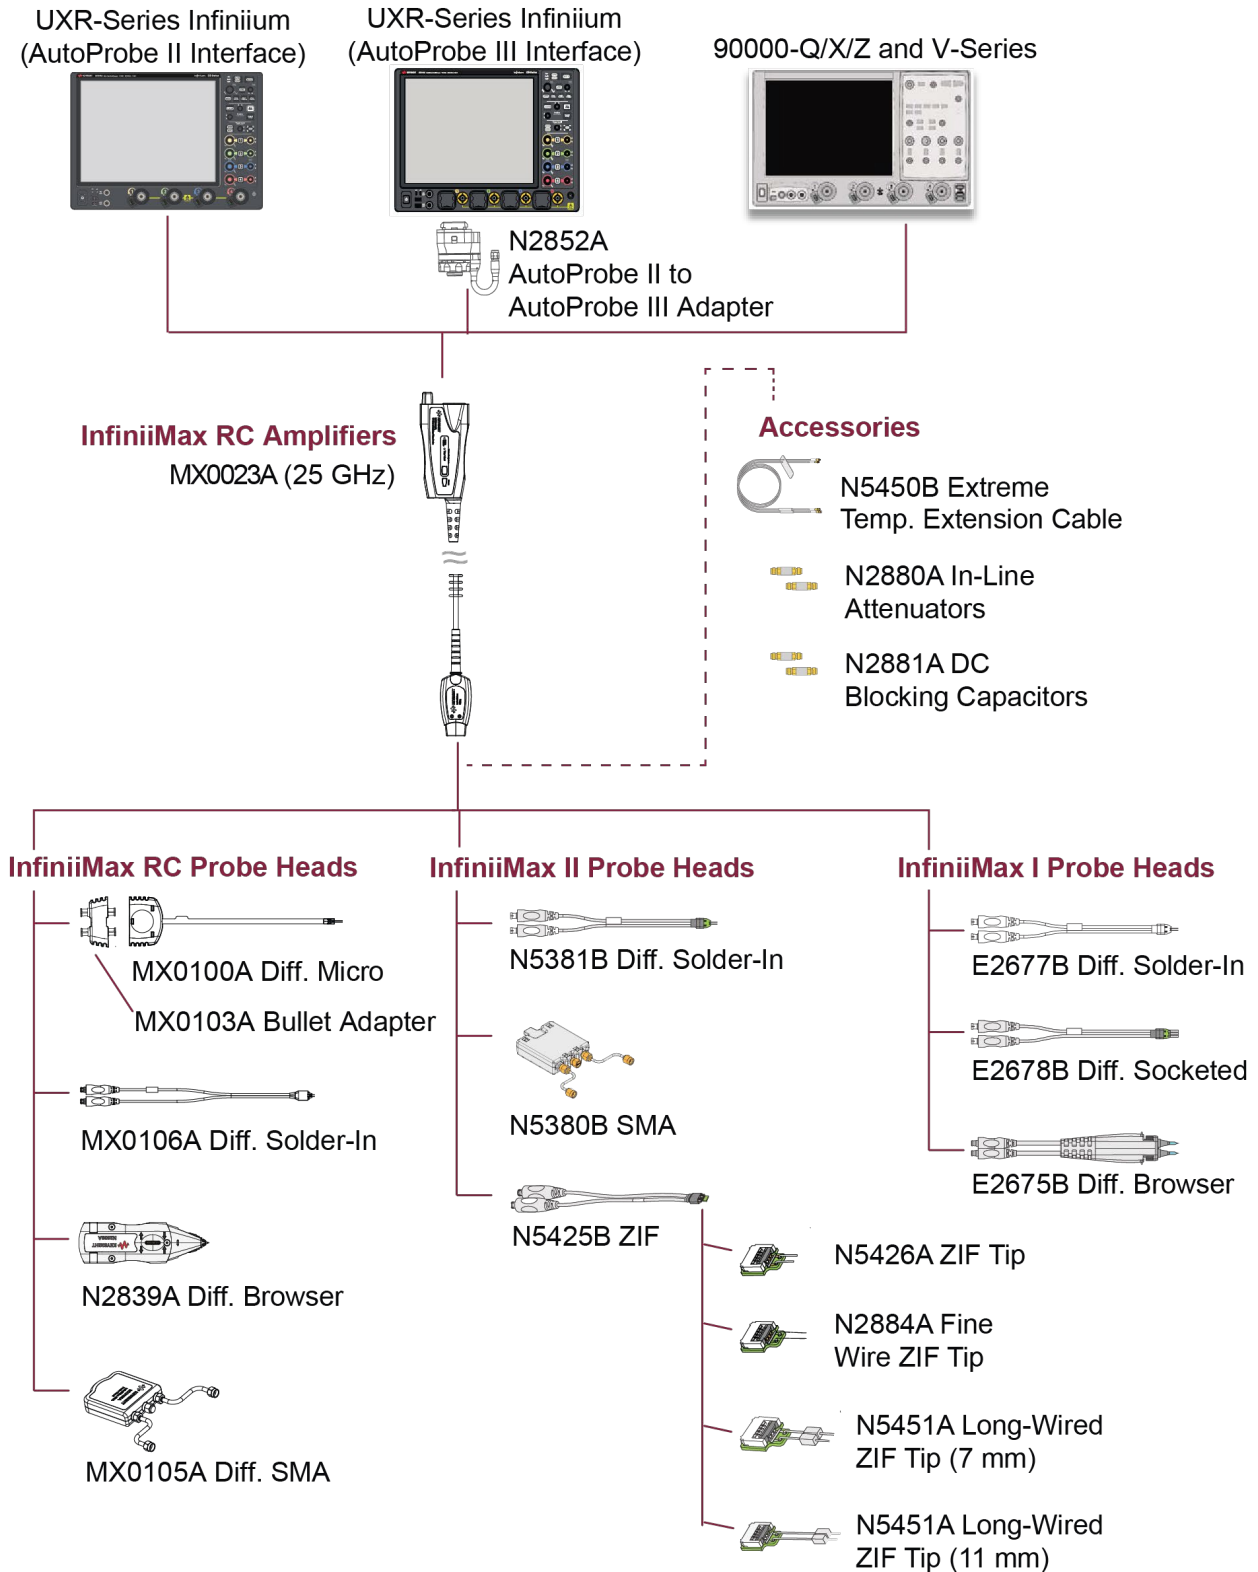 UXR-Series Infiniium
(AutoProbe II Interface)
UXR-Series Infiniium
(AutoProbe III Interface)
90000-Q/X/Z and V-Series
N2852A
AutoProbe II to
AutoProbe III Adapter
InfiniiMax RC Amplifiers
MX0023A (25 GHz)
Accessories
N5450B Extreme
Temp. Extension Cable
N2880A In-Line
Attenuators
N2881A DC
Blocking Capacitors
InfiniiMax RC Probe Heads
MX0100A Diff. Micro
MX0103A Bullet Adapter
MX0106A Diff. Solder-In
N2839A Diff. Browser
MX0105A Diff. SMA
InfiniiMax II Probe Heads
N5381B Diff. Solder-In
N5380B SMA
N5425B ZIF
N5426A ZIF Tip
N2884A Fine
Wire ZIF Tip
N5451A Long-Wired
ZIF Tip (7 mm)
N5451A Long-Wired
ZIF Tip (11 mm)
InfiniiMax I Probe Heads
E2677B Diff. Solder-In
E2678B Diff. Socketed
E2675B Diff. Browser